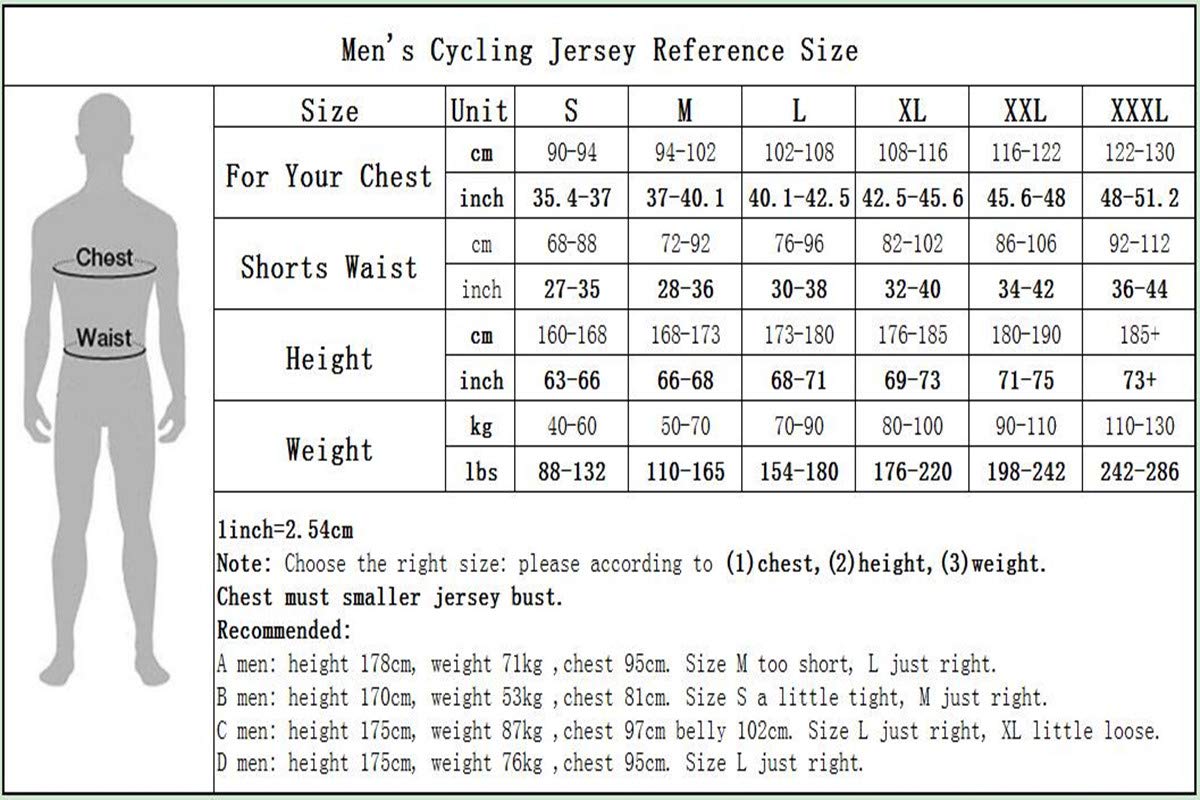 Men's Cycling Jersey Reference Size
Size Unit S M L XL XXL XXXL
For Your Chest
cm 90-94 94-102 102-108 108-116 116-122 122-130
inch 35.4-37 37-40.1 40.1-42.5 42.5-45.6 45.6-48 48-51.2
Shorts Waist
cm 68-88 72-92 76-96 82-102 86-106 92-112
inch 27-35 28-36 30-38 32-40 34-42 36-44
Height
cm 160-168 168-173 173-180 176-185 180-190 185+
inch 63-66 66-68 68-71 69-73 71-75 73+
Weight
kg 40-60 50-70 70-90 80-100 90-110 110-130
lbs 88-132 110-165 154-180 176-220 198-242 242-286
Chest
Waist
1inch=2.54cm
Note: Choose the right size: please according to (1)chest,(2)height,(3)weight.
Chest must smaller jersey bust.
Recommended:
A men: height 178cm, weight 71kg ,chest 95cm. Size M too short, L just right.
B men: height 170cm, weight 53kg ,chest 81cm. Size S a little tight, M just right.
C men: height 175cm, weight 87kg ,chest 97cm belly 102cm. Size L just right, XL little loose.
D men: height 175cm, weight 76kg ,chest 95cm. Size L just right.